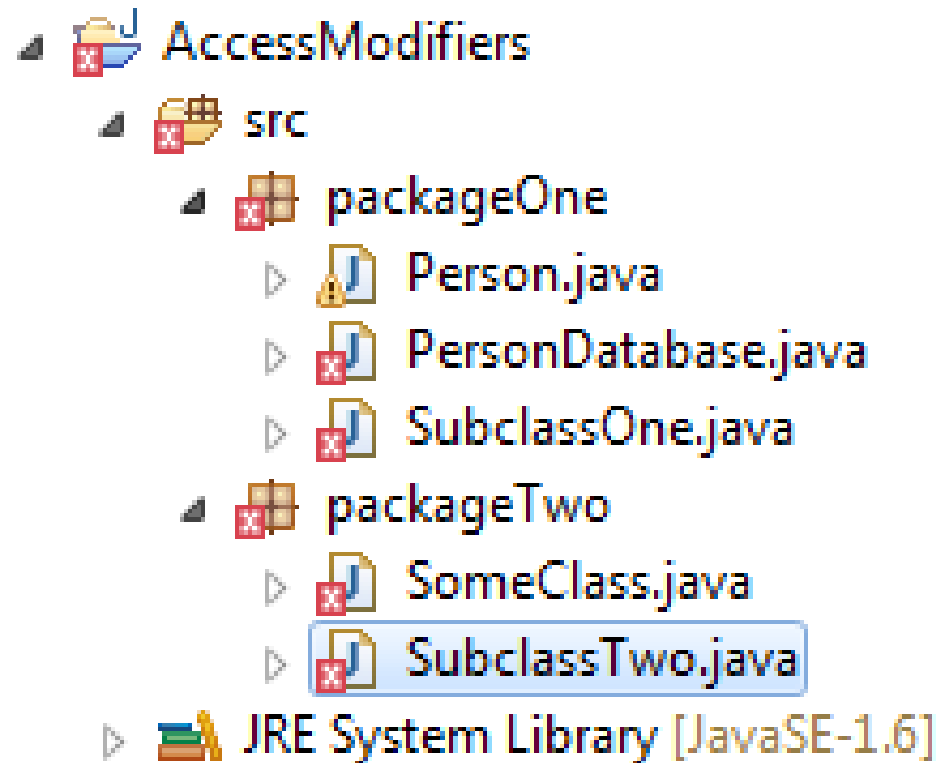 AccessModifiers
src
packageOne
Person.java
PersonDatabase.java
SubclassOne.java
packageTwo
SomeClass.java
SubclassTwo.java
JRE System Library [JavaSE-1.6]